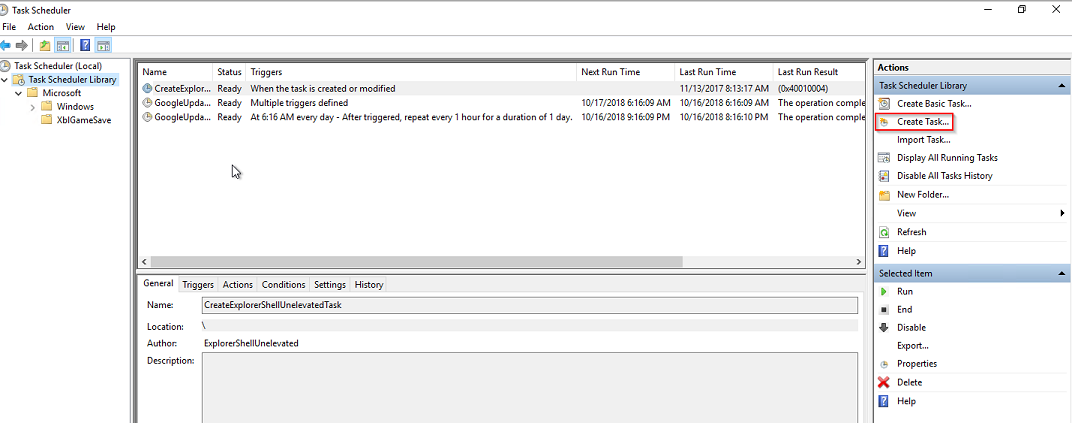 Task Scheduler
File Action View Help
Task Scheduler (Local)
Task Scheduler Library
Microsoft
Windows
XblGameSave
Name Status Triggers Next Run Time Last Run Time Last Run Result
CreateExplor... Ready When the task is created or modified 11/13/2017 8:13:17 AM (0x40010004)
GoogleUpda... Ready Multiple triggers defined 10/17/2018 6:16:09 AM 10/16/2018 6:16:09 AM The operation comple
GoogleUpda... Ready At 6:16 AM every day - After triggered, repeat every 1 hour for a duration of 1 day. 10/16/2018 9:16:09 PM 10/16/2018 8:16:10 PM The operation comple
General Triggers Actions Conditions Settings History
Name: CreateExplorerShellUnelevatedTask
Location: \
Author: ExplorerShellUnelevated
Description:
Actions
Task Scheduler Library
Create Basic Task...
Create Task...
Import Task...
Display All Running Tasks
Disable All Tasks History
New Folder...
View
Refresh
Help
Selected Item
Run
End
Disable
Export...
Properties
Delete
Help